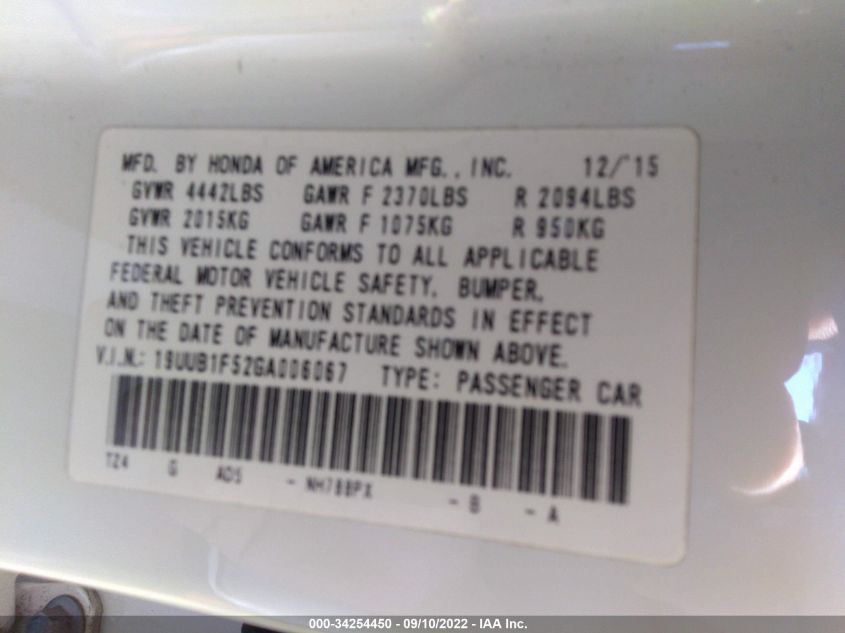 MFD. BY HONDA OF AMERICA MFG., INC. 12/'15
GVWR 4442LBS GAWR F 2370LBS R 2094LBS
GVWR 2015KG GAWR F 1075KG R 950KG
THIS VEHICLE CONFORMS TO ALL APPLICABLE
FEDERAL MOTOR VEHICLE SAFETY, BUMPER,
AND THEFT PREVENTION STANDARDS IN EFFECT
ON THE DATE OF MANUFACTURE SHOWN ABOVE.
V.I.N.: 19UUB1F52GA006067 TYPE: PASSENGER CAR
TZ4 G A05 - NH788PX - B - A
000-34254450 - 09/10/2022 - IAA Inc.